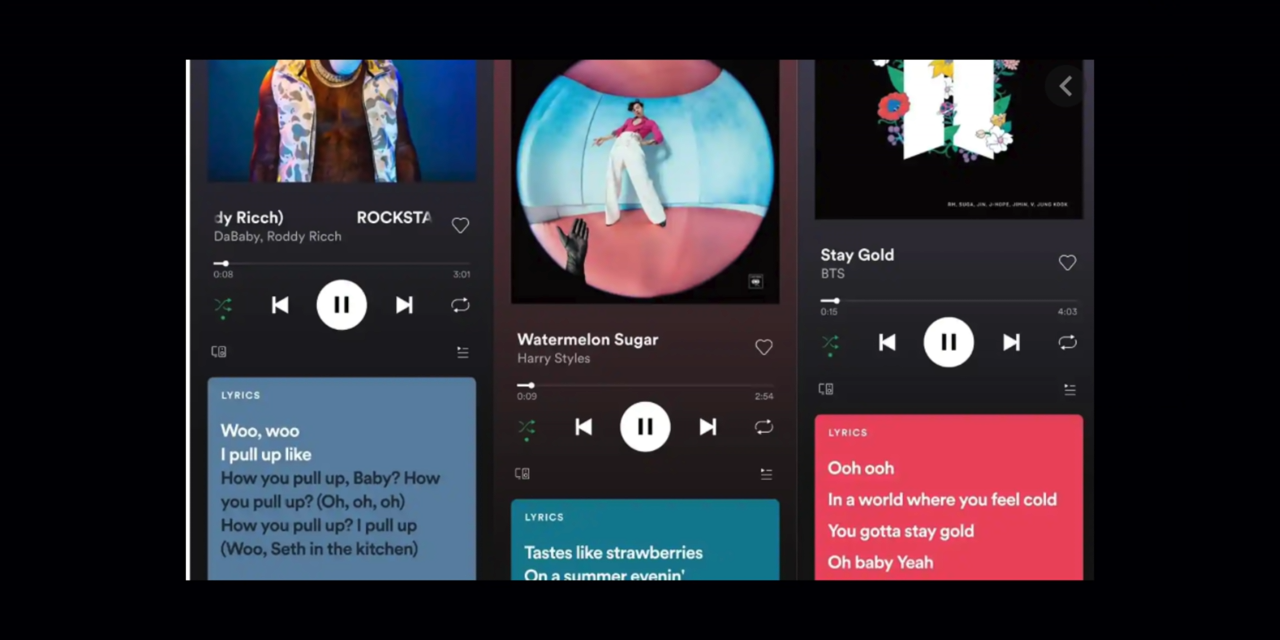 dy Ricch) ROCKSTA
DaBaby, Roddy Ricch
0:08 3:01
LYRICS
Woo, woo
I pull up like
How you pull up, Baby? How
you pull up? (Oh, oh, oh)
How you pull up? I pull up
(Woo, Seth in the kitchen)
Watermelon Sugar
Harry Styles
0:09 2:54
LYRICS
Tastes like strawberries
On a summer evenin'
RM, SUGA, JIN, J-HOPE, JIMIN, V, JUNG KOOK
Stay Gold
BTS
0:15 4:03
LYRICS
Ooh ooh
In a world where you feel cold
You gotta stay gold
Oh baby Yeah